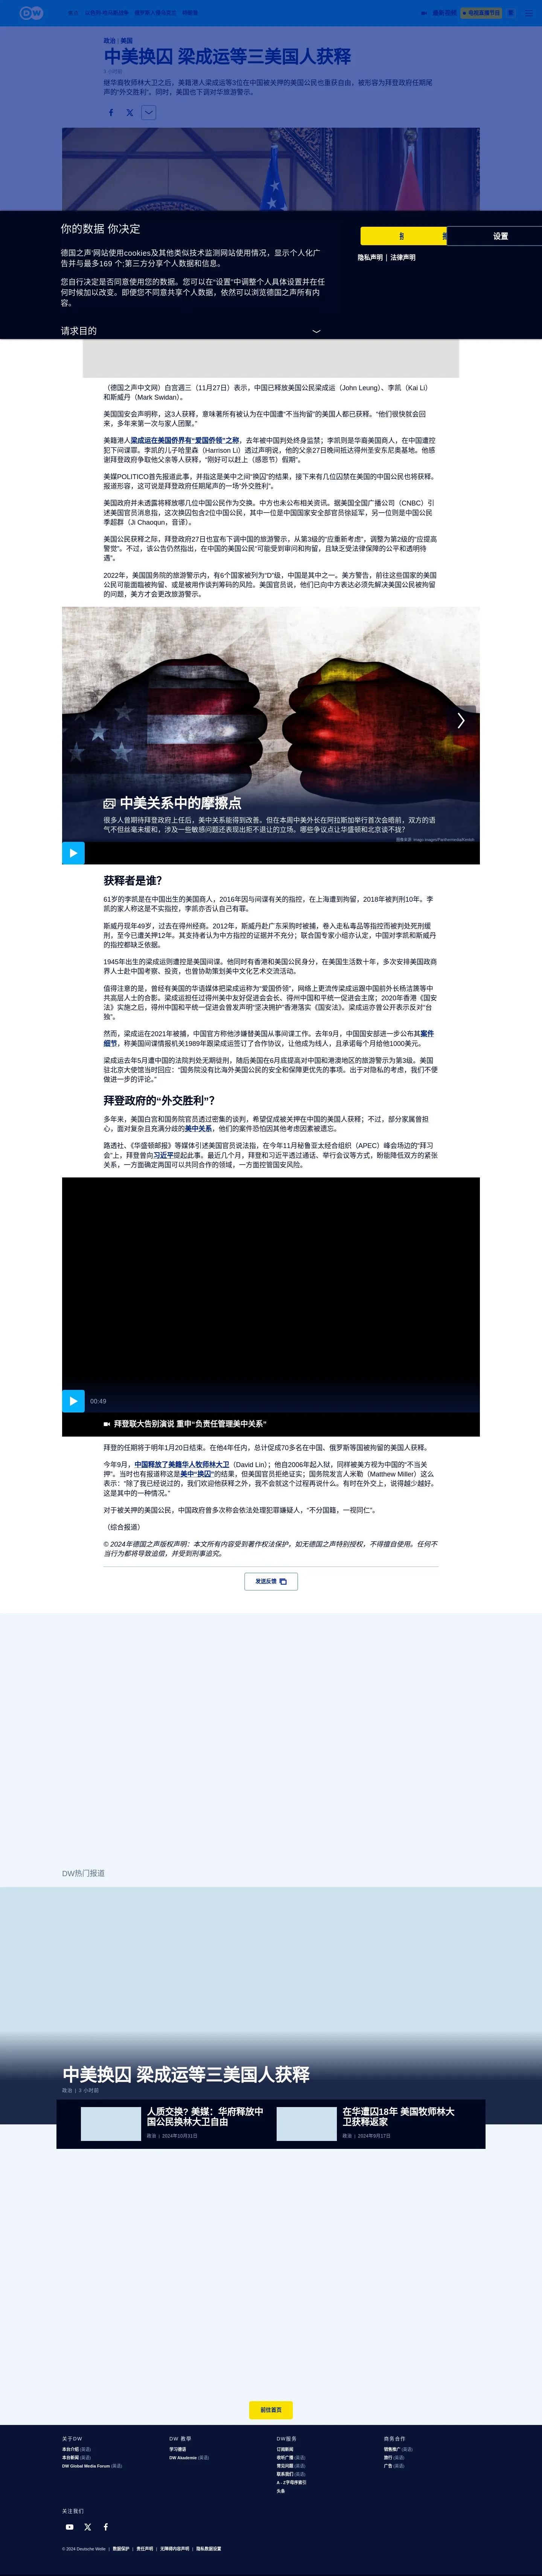 DW
最新视频
电视直播节目
政治 | 美国
中美换囚 梁成运等三美国人获释
3 小时前
继华裔牧师林大卫之后，美籍港人梁成运等3位在中国被关押的美国公民也重获自由，被形容为拜登政府任期尾
声的“外交胜利”。同时，美国也下调对华旅游警示。
你的数据 你决定
德国之声'网站使用cookies及其他类似技术监测网站使用情况，显示个人化广
告并与最多169 个;第三方分享个人数据和信息。
您自行决定是否同意使用您的数据。您可以在"设置"中调整个人具体设置并在任
何时候加以改变。即便您不同意共享个人数据，依然可以浏览德国之声所有内
容。
请求目的
设置
隐私声明 | 法律声明
（德国之声中文网）白宫週三（11月27日）表示，中国已释放美国公民梁成运（John Leung）、李凯（Kai Li）
和斯威丹（Mark Swidan）。
美国国安会声明称，这3人获释，意味著所有被认为在中国遭“不当拘留”的美国人都已获释。“他们很快就会回
来，多年来第一次与家人团聚。”
美籍港人梁成运在美国侨界有“爱国侨领”之称，去年被中国判处终身监禁；李凯则是华裔美国商人，在中国遭控
犯下间谍罪。李凯的儿子哈里森（Harrison Li）透过声明说，他的父亲27日晚间抵达得州圣安东尼奥基地。他感
谢拜登政府争取他父亲等人获释，“刚好可以赶上（感恩节）假期”。
美媒POLITICO首先报道此事，并指这是美中之间“换囚”的结果，接下来有几位囚禁在美国的中国公民也将获释。
报道形容，这可说是拜登政府任期尾声的一场“外交胜利”。
美国政府并未透露将释放哪几位中国公民作为交换。中方也未公布相关资讯。据美国全国广播公司（CNBC）引
述美国官员消息指，这次换囚包含2位中国公民，其中一位是中国国家安全部官员徐延军，另一位则是中国公民
季超群（Ji Chaoqun，音译）。
美国公民获释之际，拜登政府27日也宣布下调中国的旅游警示，从第3级的“应重新考虑”，调整为第2级的“应提高
警觉”。不过，该公告仍然指出，在中国的美国公民“可能受到审问和拘留，且缺乏受法律保障的公平和透明待
遇”。
2022年，美国国务院的旅游警示内，有6个国家被列为“D”级，中国是其中之一。美方警告，前往这些国家的美国
公民可能面临被拘留、或是被用作谈判筹码的风险。美国官员说，他们已向中方表达必须先解决美国公民被拘留
的问题，美方才会更改旅游警示。
中美关系中的摩擦点
很多人曾期待拜登政府上任后，美中关系能得到改善。但在本周中美外长在阿拉斯加举行首次会晤前，双方的语
气不但丝毫未缓和，涉及一些敏感问题还表现出拒不退让的立场。哪些争议点让华盛顿和北京谈不拢？
获释者是谁?
61岁的李凯是在中国出生的美国商人，2016年因与间谍有关的指控，在上海遭到拘留，2018年被判刑10年。李
凯的家人称这是不实指控，李凯亦否认自己有罪。
斯威丹现年49岁，过去在得州经商。2012年，斯威丹赴广东采购时被捕，卷入走私毒品等指控而被判处死刑缓
刑，至今已遭关押12年。其支持者认为中方指控的证据并不充分；联合国专家小组亦认定，中国对李凯和斯威丹
的指控都缺乏依据。
1945年出生的梁成运则遭控是美国间谍。他同时有香港和美国公民身分，在美国生活数十年，多次安排美国政商
界人士赴中国考察、投资，也曾协助策划美中文化艺术交流活动。
值得注意的是，曾经有美国的华语媒体把梁成运称为“爱国侨领”，网络上更流传梁成运跟中国前外长杨洁篪等中
共高层人士的合影。梁成运担任过得州美中友好促进会会长、得州中国和平统一促进会主席；2020年香港《国安
法》实施之后，得州中国和平统一促进会曾发声明“坚决拥护”香港落实《国安法》。梁成运亦曾公开表示反对“台
独”。
然而，梁成运在2021年被捕，中国官方称他涉嫌替美国从事间谍工作。去年9月，中国国安部进一步公布其案件
细节，称美国间谍情报机关1989年跟梁成运签订了合作协议，让他成为线人，且承诺每个月给他1000美元。
梁成运去年5月遭中国的法院判处无期徒刑，随后美国在6月底提高对中国和港澳地区的旅游警示为第3级。美国
驻北京大使馆当时回应：“国务院没有比海外美国公民的安全和保障更优先的事项。出于对隐私的考虑，我们不便
做进一步的评论。”
拜登政府的“外交胜利”?
多年来，美国白宫和国务院官员透过密集的谈判，希望促成被关押在中国的美国人获释；不过，部分家属曾担
心，面对复杂且充满分歧的美中关系，他们的案件恐怕因其他考虑因素被遗忘。
路透社、《华盛顿邮报》等媒体引述美国官员说法指，在今年11月秘鲁亚太经合组织（APEC）峰会场边的“拜习
会”上，拜登曾向习近平提起此事。最近几个月，拜登和习近平透过通话、举行会议等方式，盼能降低双方的紧张
关系，一方面确定两国可以共同合作的领域，一方面控管国安风险。
00:49
拜登联大告别演说 重申“负责任管理美中关系”
拜登的任期将于明年1月20日结束。在他4年任内，总计促成70多名在中国、俄罗斯等国被拘留的美国人获释。
今年9月，中国释放了美籍华人牧师林大卫（David Lin）；他自2006年起入狱，同样被美方视为中国的“不当关
押”。当时也有报道称这是美中“换囚”的结果，但美国官员拒绝证实；国务院发言人米勒（Matthew Miller）这么
表示：“除了我已经说过的，我们欢迎他获释之外，我不会就这个过程再说什么。有时在外交上，说得越少越好。
这是其中的一种情况。”
对于被关押的美国公民，中国政府曾多次称会依法处理犯罪嫌疑人，“不分国籍，一视同仁”。
（综合报道）
© 2024年德国之声版权声明：本文所有内容受到著作权法保护，如无德国之声特别授权，不得擅自使用。任何不
当行为都将导致追偿，并受到刑事追究。
发送反馈
DW热门报道
中美换囚 梁成运等三美国人获释
政治 | 3 小时前
人质交换? 美媒：华府释放中
国公民换林大卫自由
政治 | 2024年10月31日
在华遭囚18年 美国牧师林大
卫获释返家
政治 | 2024年9月17日
前往首页
关于DW
本台介绍 (英语)
本台新闻 (英语)
DW Global Media Forum (英语)
DW 教学
学习德语
DW Akademie (英语)
DW服务
订阅新闻
收听广播 (英语)
常见问题 (英语)
联系我们 (英语)
A - Z字母序索引
头条
商务合作
销售推广 (英语)
旅行 (英语)
广告 (英语)
关注我们
© 2024 Deutsche Welle | 数据保护 | 责任声明 | 无障碍内容声明 | 隐私数据设置